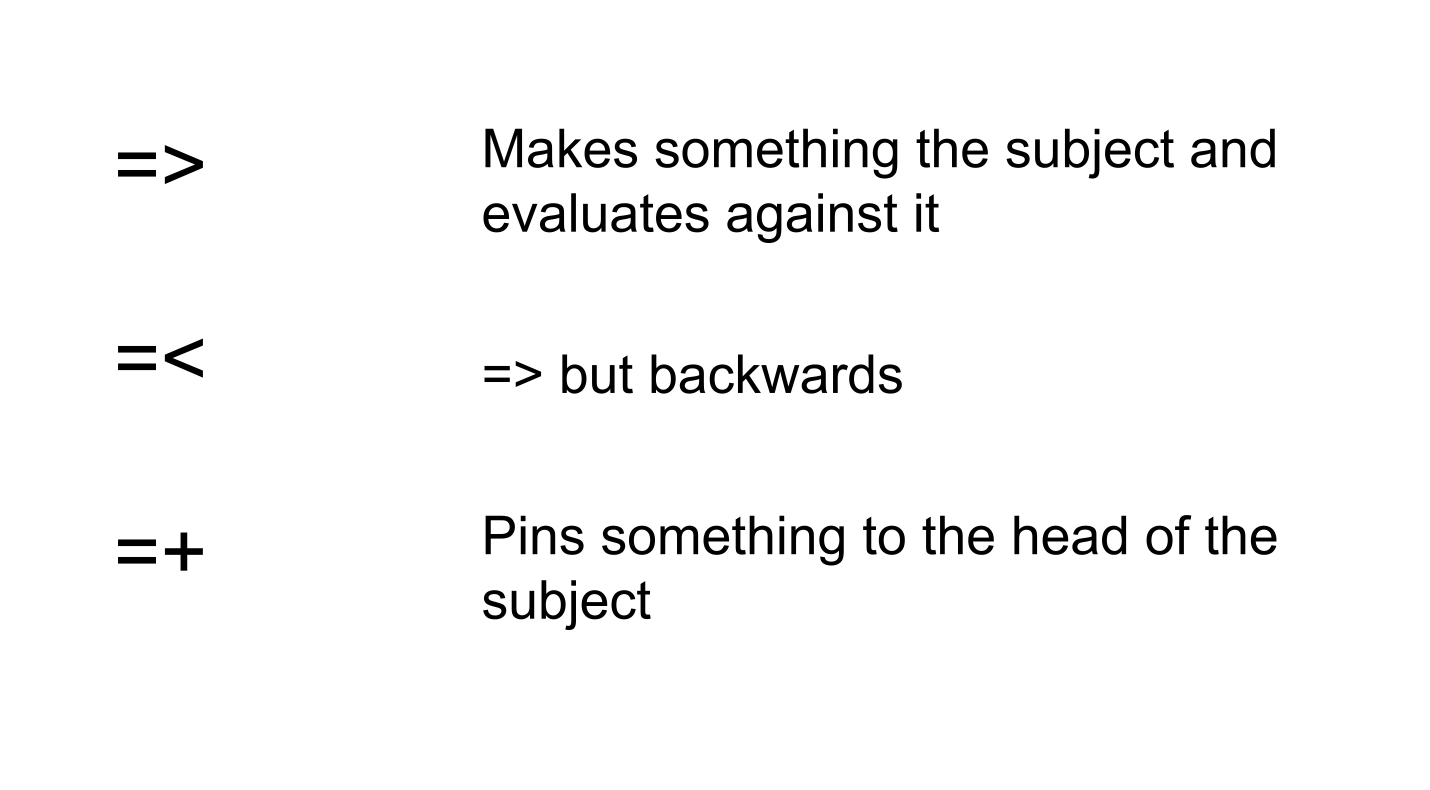 =>
Makes something the subject and
evaluates against it
=<
=> but backwards
=+
Pins something to the head of the
subject